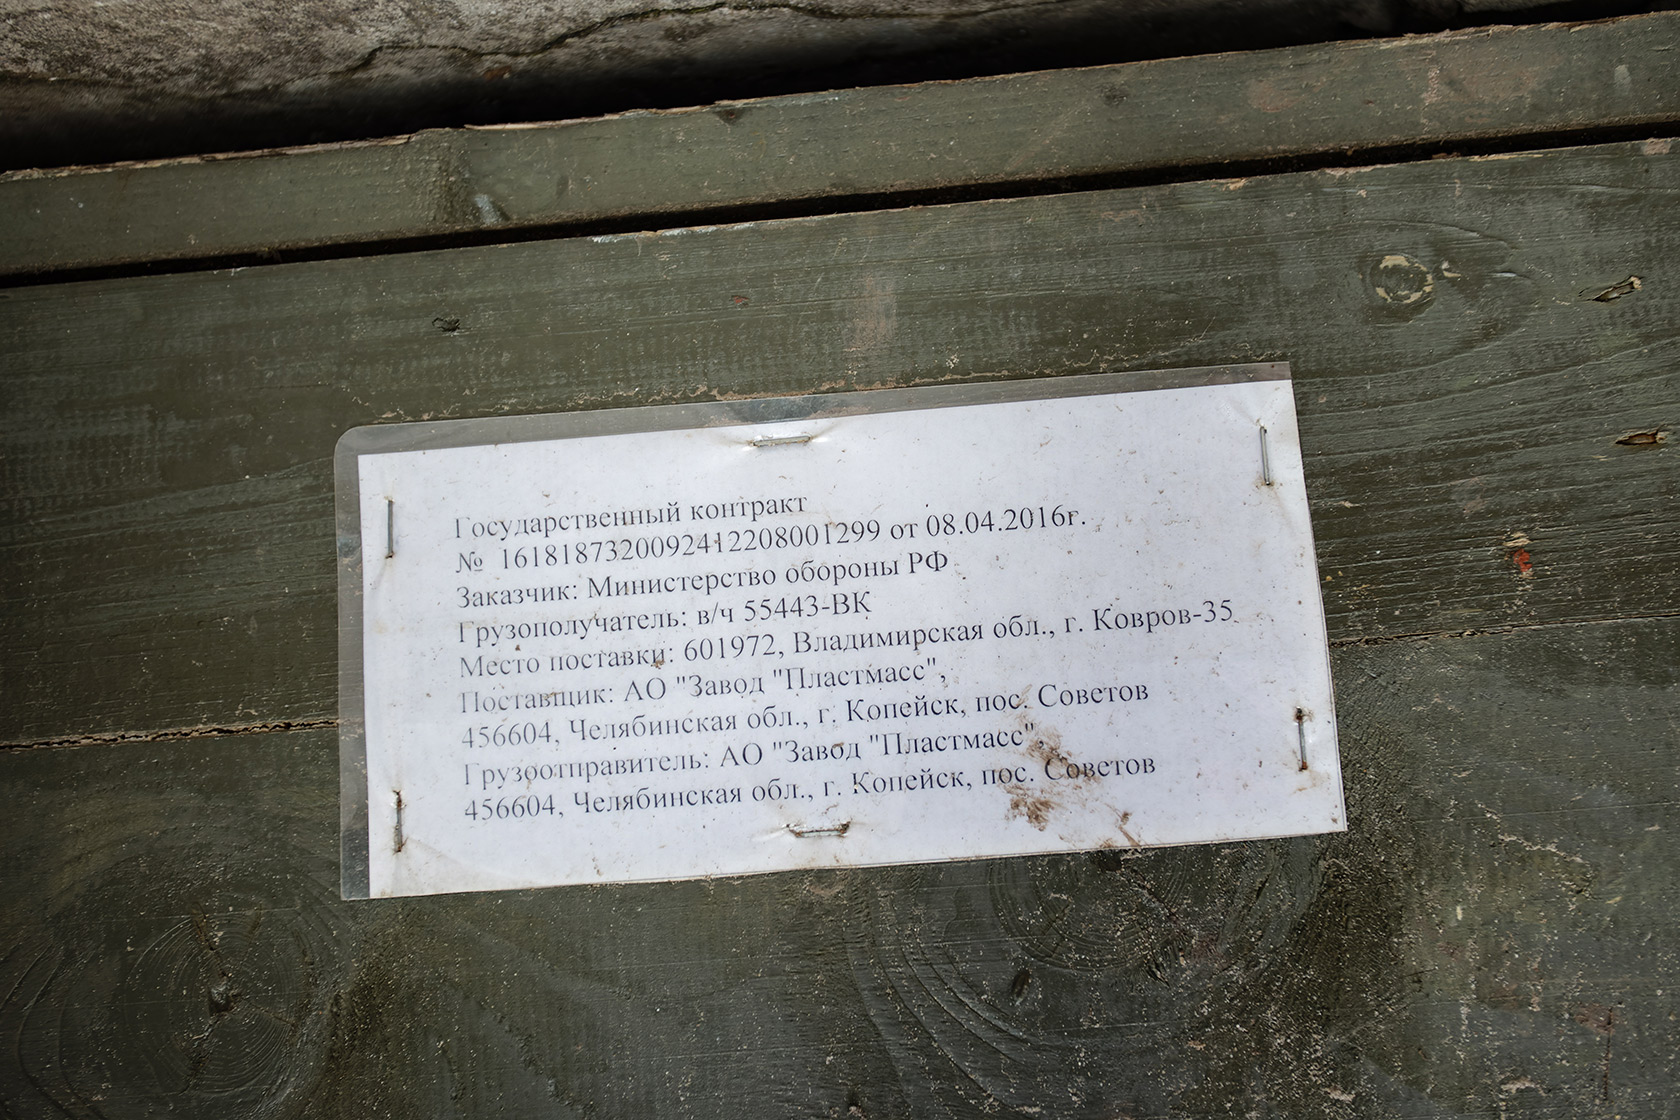 Государственный контракт
№ 1618187320092412208001299 от 08.04.2016г.
Заказчик: Министерство обороны РФ
Грузополучатель: в/ч 55443-ВК
Место поставки: 601972, Владимирская обл., г. Ковров-35
Поставщик: АО "Завод "Пластмасс",
456604, Челябинская обл., г. Копейск, пос. Советов
Грузоотправитель: АО "Завод "Пластмасс",
456604, Челябинская обл., г. Копейск, пос. Советов